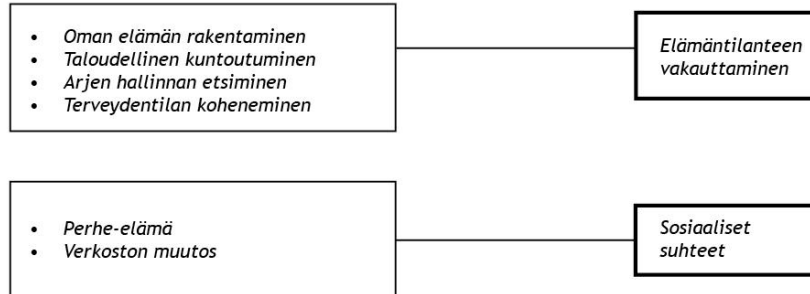 • Oman elämän rakentaminen
• Taloudellinen kuntoutuminen
• Arjen hallinnan etsiminen
• Terveydentilan koheneminen
Elämäntilanteen
vakauttaminen
• Perhe-elämä
• Verkoston muutos
Sosiaaliset
suhteet